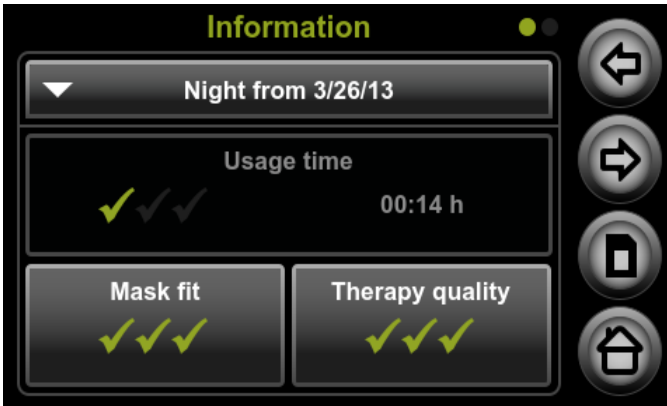 Information
Night from 3/26/13
Usage time
00:14 h
Mask fit
Therapy quality